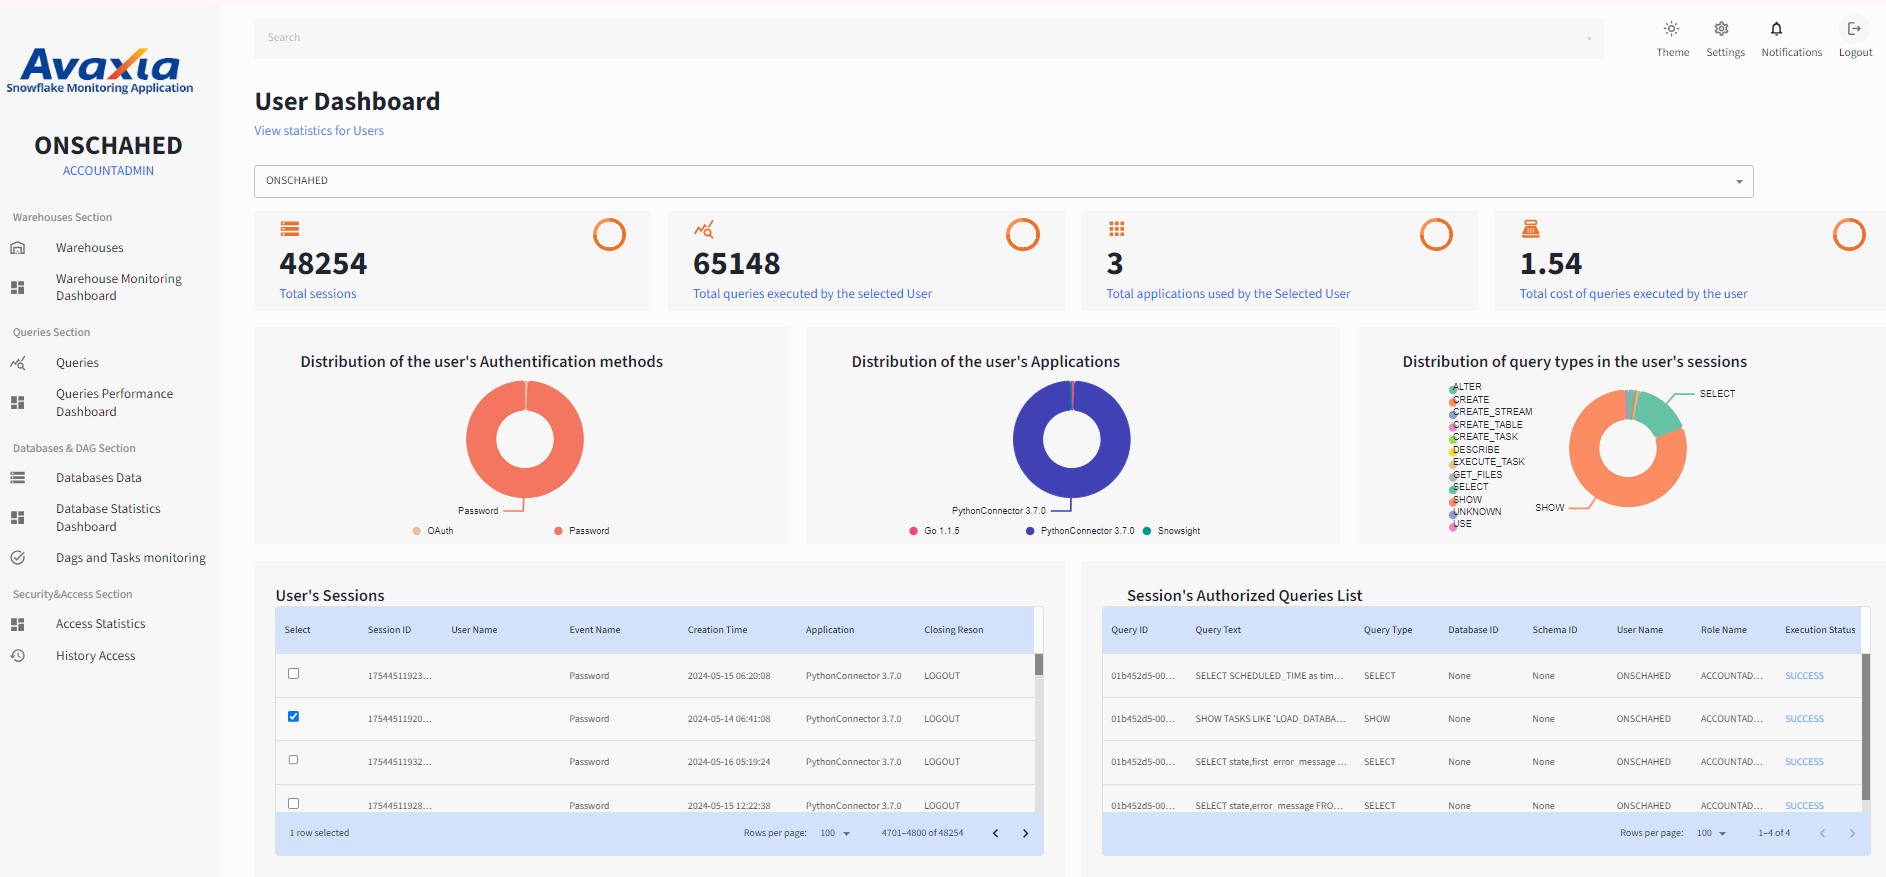 Avaxia
Snowflake Monitoring Application
ONSCHAHED
ACCOUNTADMIN
Warehouses Section
Warehouses
Warehouse Monitoring
Dashboard
Queries Section
Queries
Queries Performance
Dashboard
Databases & DAG Section
Databases Data
Database Statistics
Dashboard
Dags and Tasks monitoring
Security&Access Section
Access Statistics
History Access
Search
Theme Settings Notifications Logout
User Dashboard
View statistics for Users
ONSCHAHED
48254
Total sessions
65148
Total queries executed by the selected User
3
Total applications used by the Selected User
1.54
Total cost of queries executed by the user
Distribution of the user's Authentification methods
Password
OAuth Password
Distribution of the user's Applications
PythonConnector 3.7.0
Go 1.1.5 PythonConnector 3.7.0 Snowsight
Distribution of query types in the user's sessions
ALTER
CREATE
CREATE_STREAM
CREATE_TABLE
CREATE_TASK
DESCRIBE
EXECUTE_TASK
GET_FILES
SELECT
SHOW
UNKNOWN
USE
SELECT
SHOW
User's Sessions
Select Session ID User Name Event Name Creation Time Application Closing Reson
17544511923... Password 2024-05-15 06:20:08 PythonConnector 3.7.0 LOGOUT
17544511920... Password 2024-05-14 06:41:08 PythonConnector 3.7.0 LOGOUT
17544511932... Password 2024-05-16 05:19:24 PythonConnector 3.7.0 LOGOUT
17544511928... Password 2024-05-15 12:22:38 PythonConnector 3.7.0 LOGOUT
1 row selected Rows per page: 100 4701–4800 of 48254
Session's Authorized Queries List
Query ID Query Text Query Type Database ID Schema ID User Name Role Name Execution Status
01b452d5-00... SELECT SCHEDULED_TIME as tim... SELECT None None ONSCHAHED ACCOUNTAD... SUCCESS
01b452d5-00... SHOW TASKS LIKE 'LOAD_DATABA... SHOW None None ONSCHAHED ACCOUNTAD... SUCCESS
01b452d5-00... SELECT state,first_error_message ... SELECT None None ONSCHAHED ACCOUNTAD... SUCCESS
01b452d5-00... SELECT state,error_message FRO... SELECT None None ONSCHAHED ACCOUNTAD... SUCCESS
Rows per page: 100 1–4 of 4